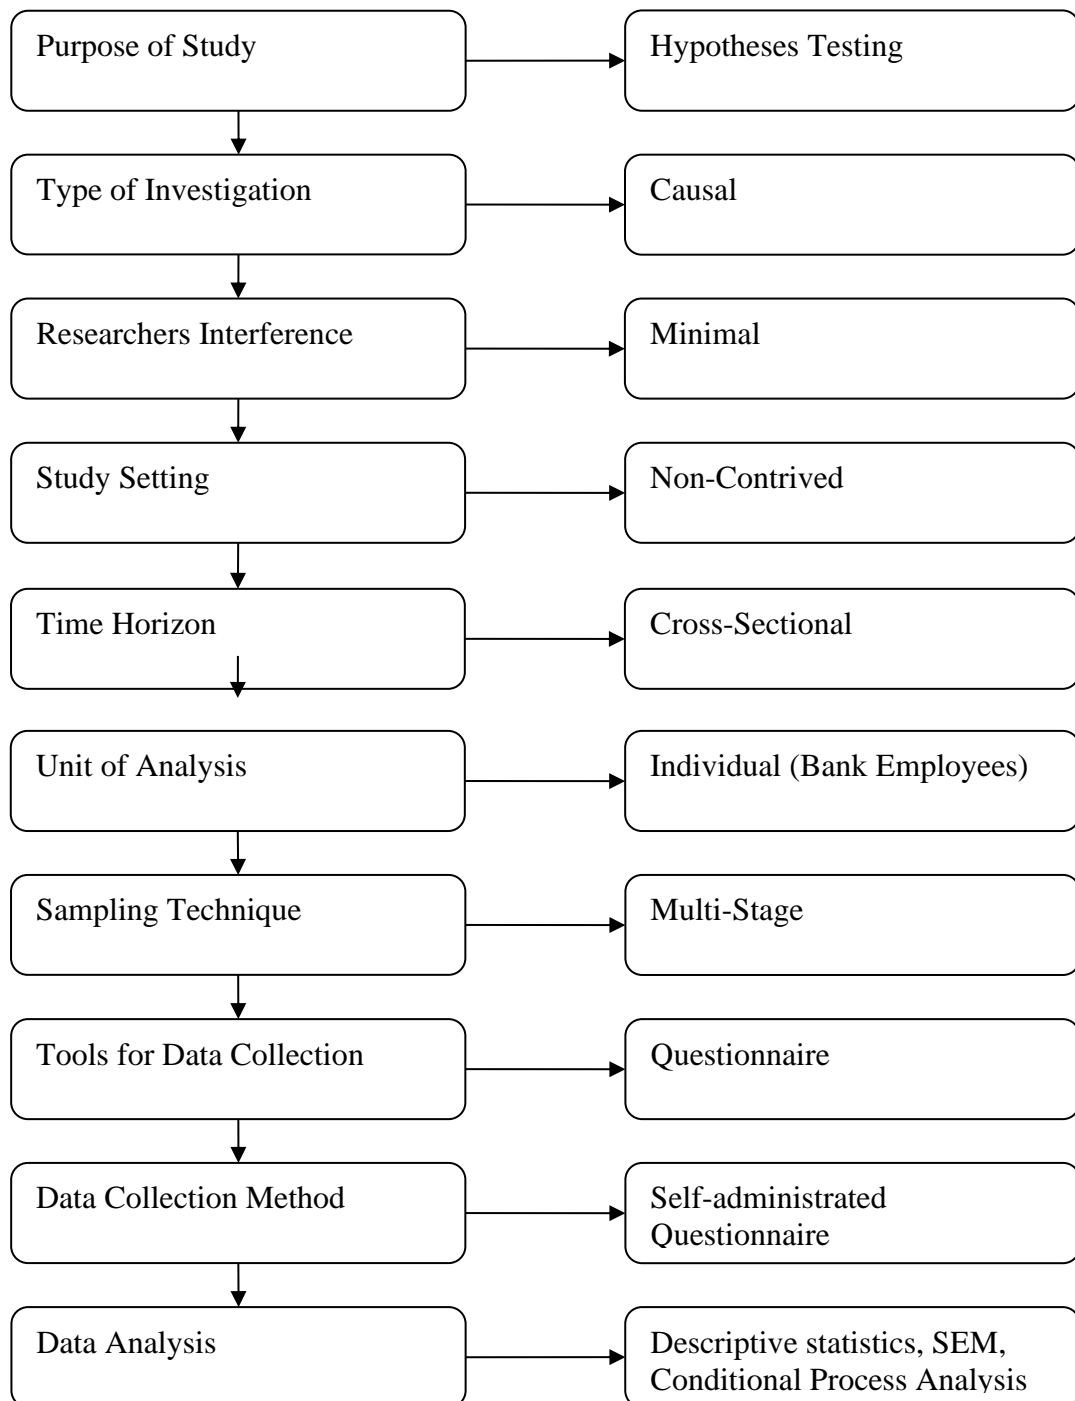 Purpose of Study
Hypotheses Testing
Type of Investigation
Causal
Researchers Interference
Minimal
Study Setting
Non-Contrived
Time Horizon
Cross-Sectional
Unit of Analysis
Individual (Bank Employees)
Sampling Technique
Multi-Stage
Tools for Data Collection
Questionnaire
Data Collection Method
Self-administrated
Questionnaire
Data Analysis
Descriptive statistics, SEM,
Conditional Process Analysis